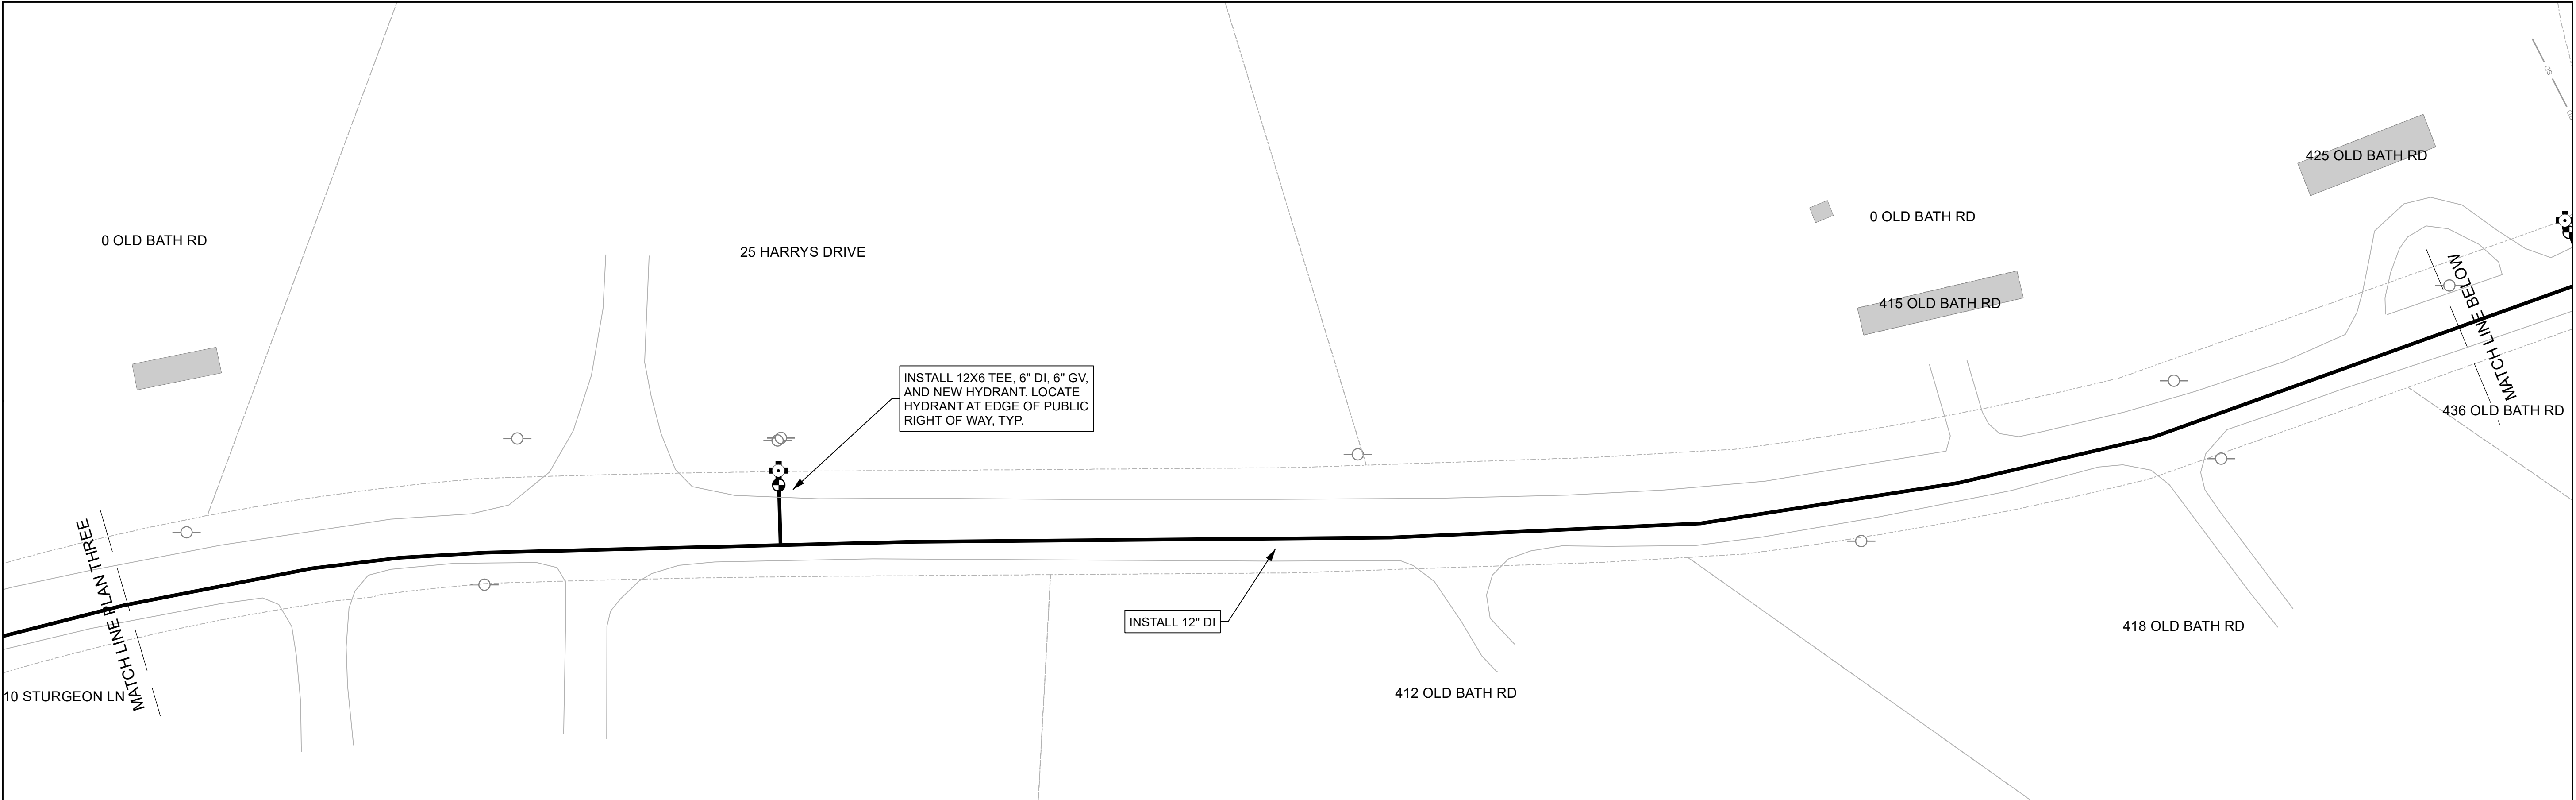 SD
425 OLD BATH RD
0 OLD BATH RD
0 OLD BATH RD
25 HARRYS DRIVE
415 OLD BATH RD
MATCH LINE BELOW
INSTALL 12X6 TEE, 6" DI, 6" GV,
AND NEW HYDRANT. LOCATE
HYDRANT AT EDGE OF PUBLIC
RIGHT OF WAY, TYP.
436 OLD BATH RD
MATCH LINE PLAN THREE
INSTALL 12" DI
418 OLD BATH RD
10 STURGEON LN
412 OLD BATH RD